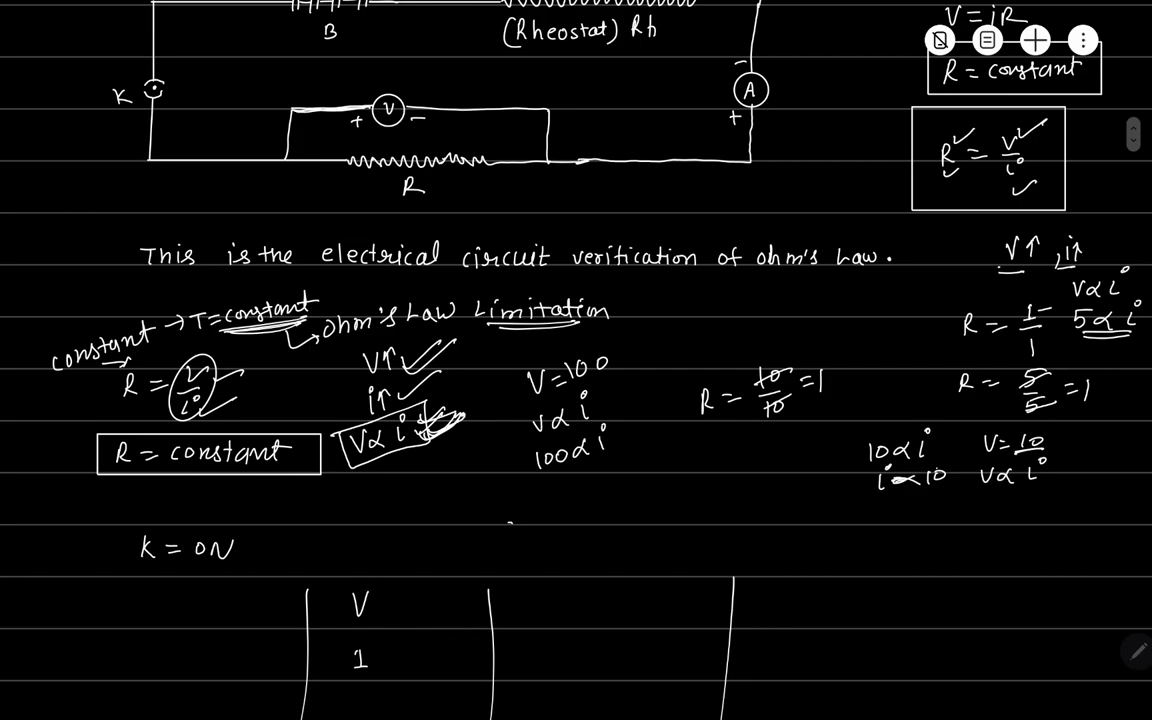 B
(Rheostat) Rh
V = iR
R = constant
K
V
+ −
A
−
+
R
R = V/i
This is the electrical circuit verification of ohm's Law.
V↑ , i↑
V∝i
constant → T = constant → Ohm's Law Limitation
R = 1/1
5 ∝ i
R = V/i
V↑
i↑
V∝i
V = 100
V∝i
100∝i
R = 10/10 = 1
R = 5/5 = 1
R = constant
10∝i
i∝10
V = 10
V∝i
K = ON
V
1